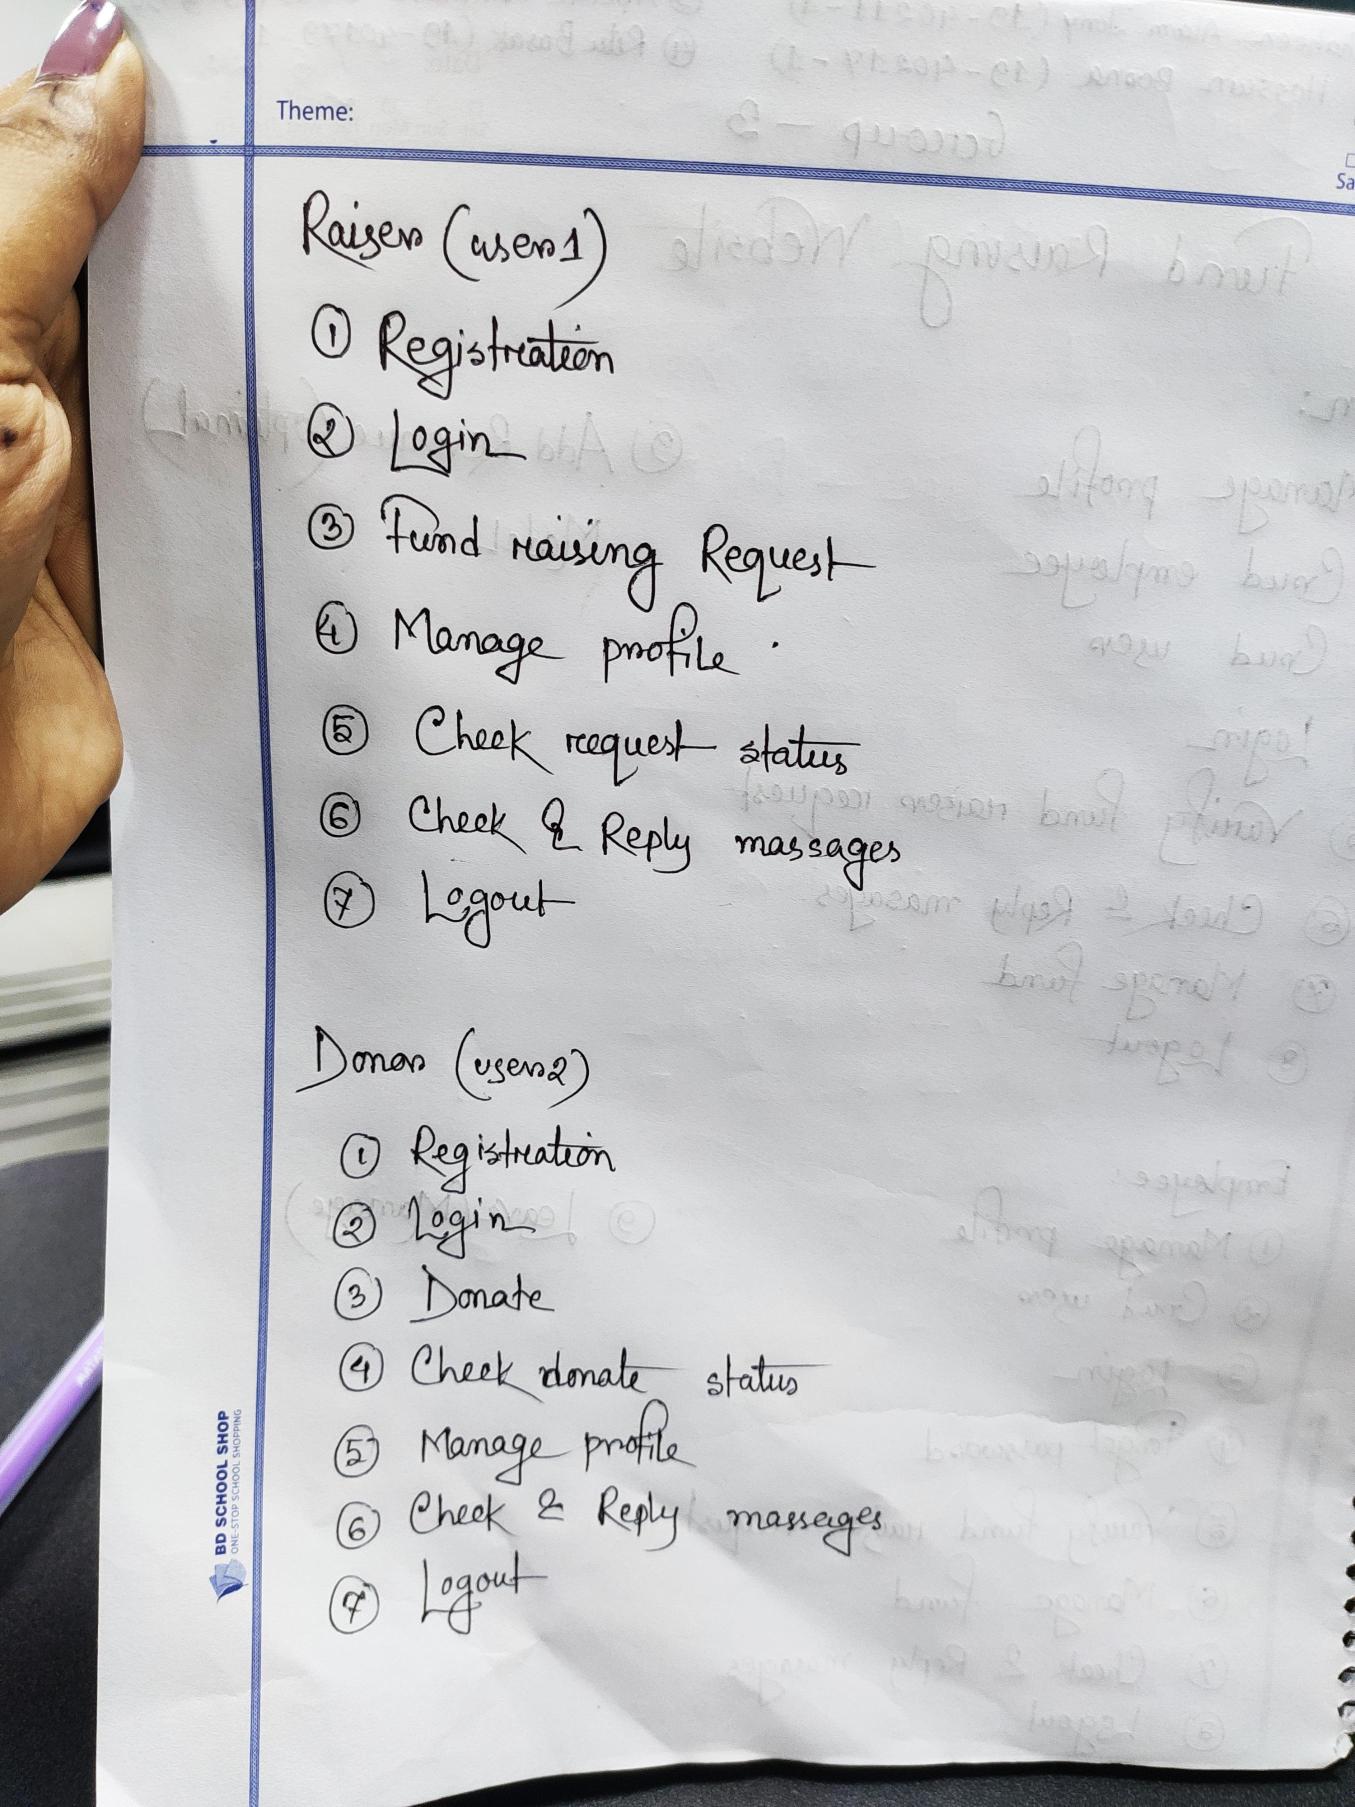 Theme:
Sa
Raiser (user 1)
① Registration
② Login
③ Fund raising Request
④ Manage profile
⑤ Check request status
⑥ Check & Reply massages
⑦ Logout
Donor (user 2)
① Registration
② Login
③ Donate
④ Check donate status
⑤ Manage profile
⑥ Check & Reply masseges
⑦ Logout
BD SCHOOL SHOP
ONE-STOP SCHOOL SHOPPING